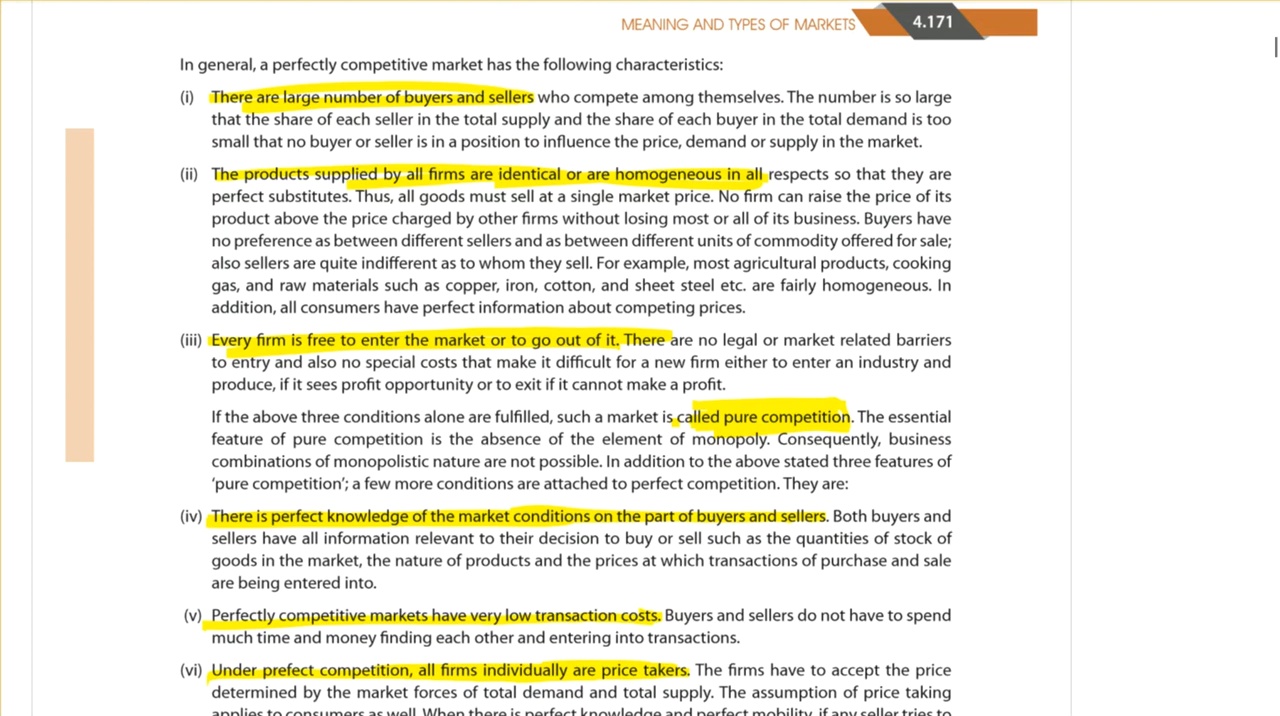 MEANING AND TYPES OF MARKETS 4.171
In general, a perfectly competitive market has the following characteristics:
(i) There are large number of buyers and sellers who compete among themselves. The number is so large
that the share of each seller in the total supply and the share of each buyer in the total demand is too
small that no buyer or seller is in a position to influence the price, demand or supply in the market.
(ii) The products supplied by all firms are identical or are homogeneous in all respects so that they are
perfect substitutes. Thus, all goods must sell at a single market price. No firm can raise the price of its
product above the price charged by other firms without losing most or all of its business. Buyers have
no preference as between different sellers and as between different units of commodity offered for sale;
also sellers are quite indifferent as to whom they sell. For example, most agricultural products, cooking
gas, and raw materials such as copper, iron, cotton, and sheet steel etc. are fairly homogeneous. In
addition, all consumers have perfect information about competing prices.
(iii) Every firm is free to enter the market or to go out of it. There are no legal or market related barriers
to entry and also no special costs that make it difficult for a new firm either to enter an industry and
produce, if it sees profit opportunity or to exit if it cannot make a profit.
If the above three conditions alone are fulfilled, such a market is called pure competition. The essential
feature of pure competition is the absence of the element of monopoly. Consequently, business
combinations of monopolistic nature are not possible. In addition to the above stated three features of
‘pure competition’; a few more conditions are attached to perfect competition. They are:
(iv) There is perfect knowledge of the market conditions on the part of buyers and sellers. Both buyers and
sellers have all information relevant to their decision to buy or sell such as the quantities of stock of
goods in the market, the nature of products and the prices at which transactions of purchase and sale
are being entered into.
(v) Perfectly competitive markets have very low transaction costs. Buyers and sellers do not have to spend
much time and money finding each other and entering into transactions.
(vi) Under prefect competition, all firms individually are price takers. The firms have to accept the price
determined by the market forces of total demand and total supply. The assumption of price taking
applies to consumers as well. When there is perfect knowledge and perfect mobility, if any seller tries to